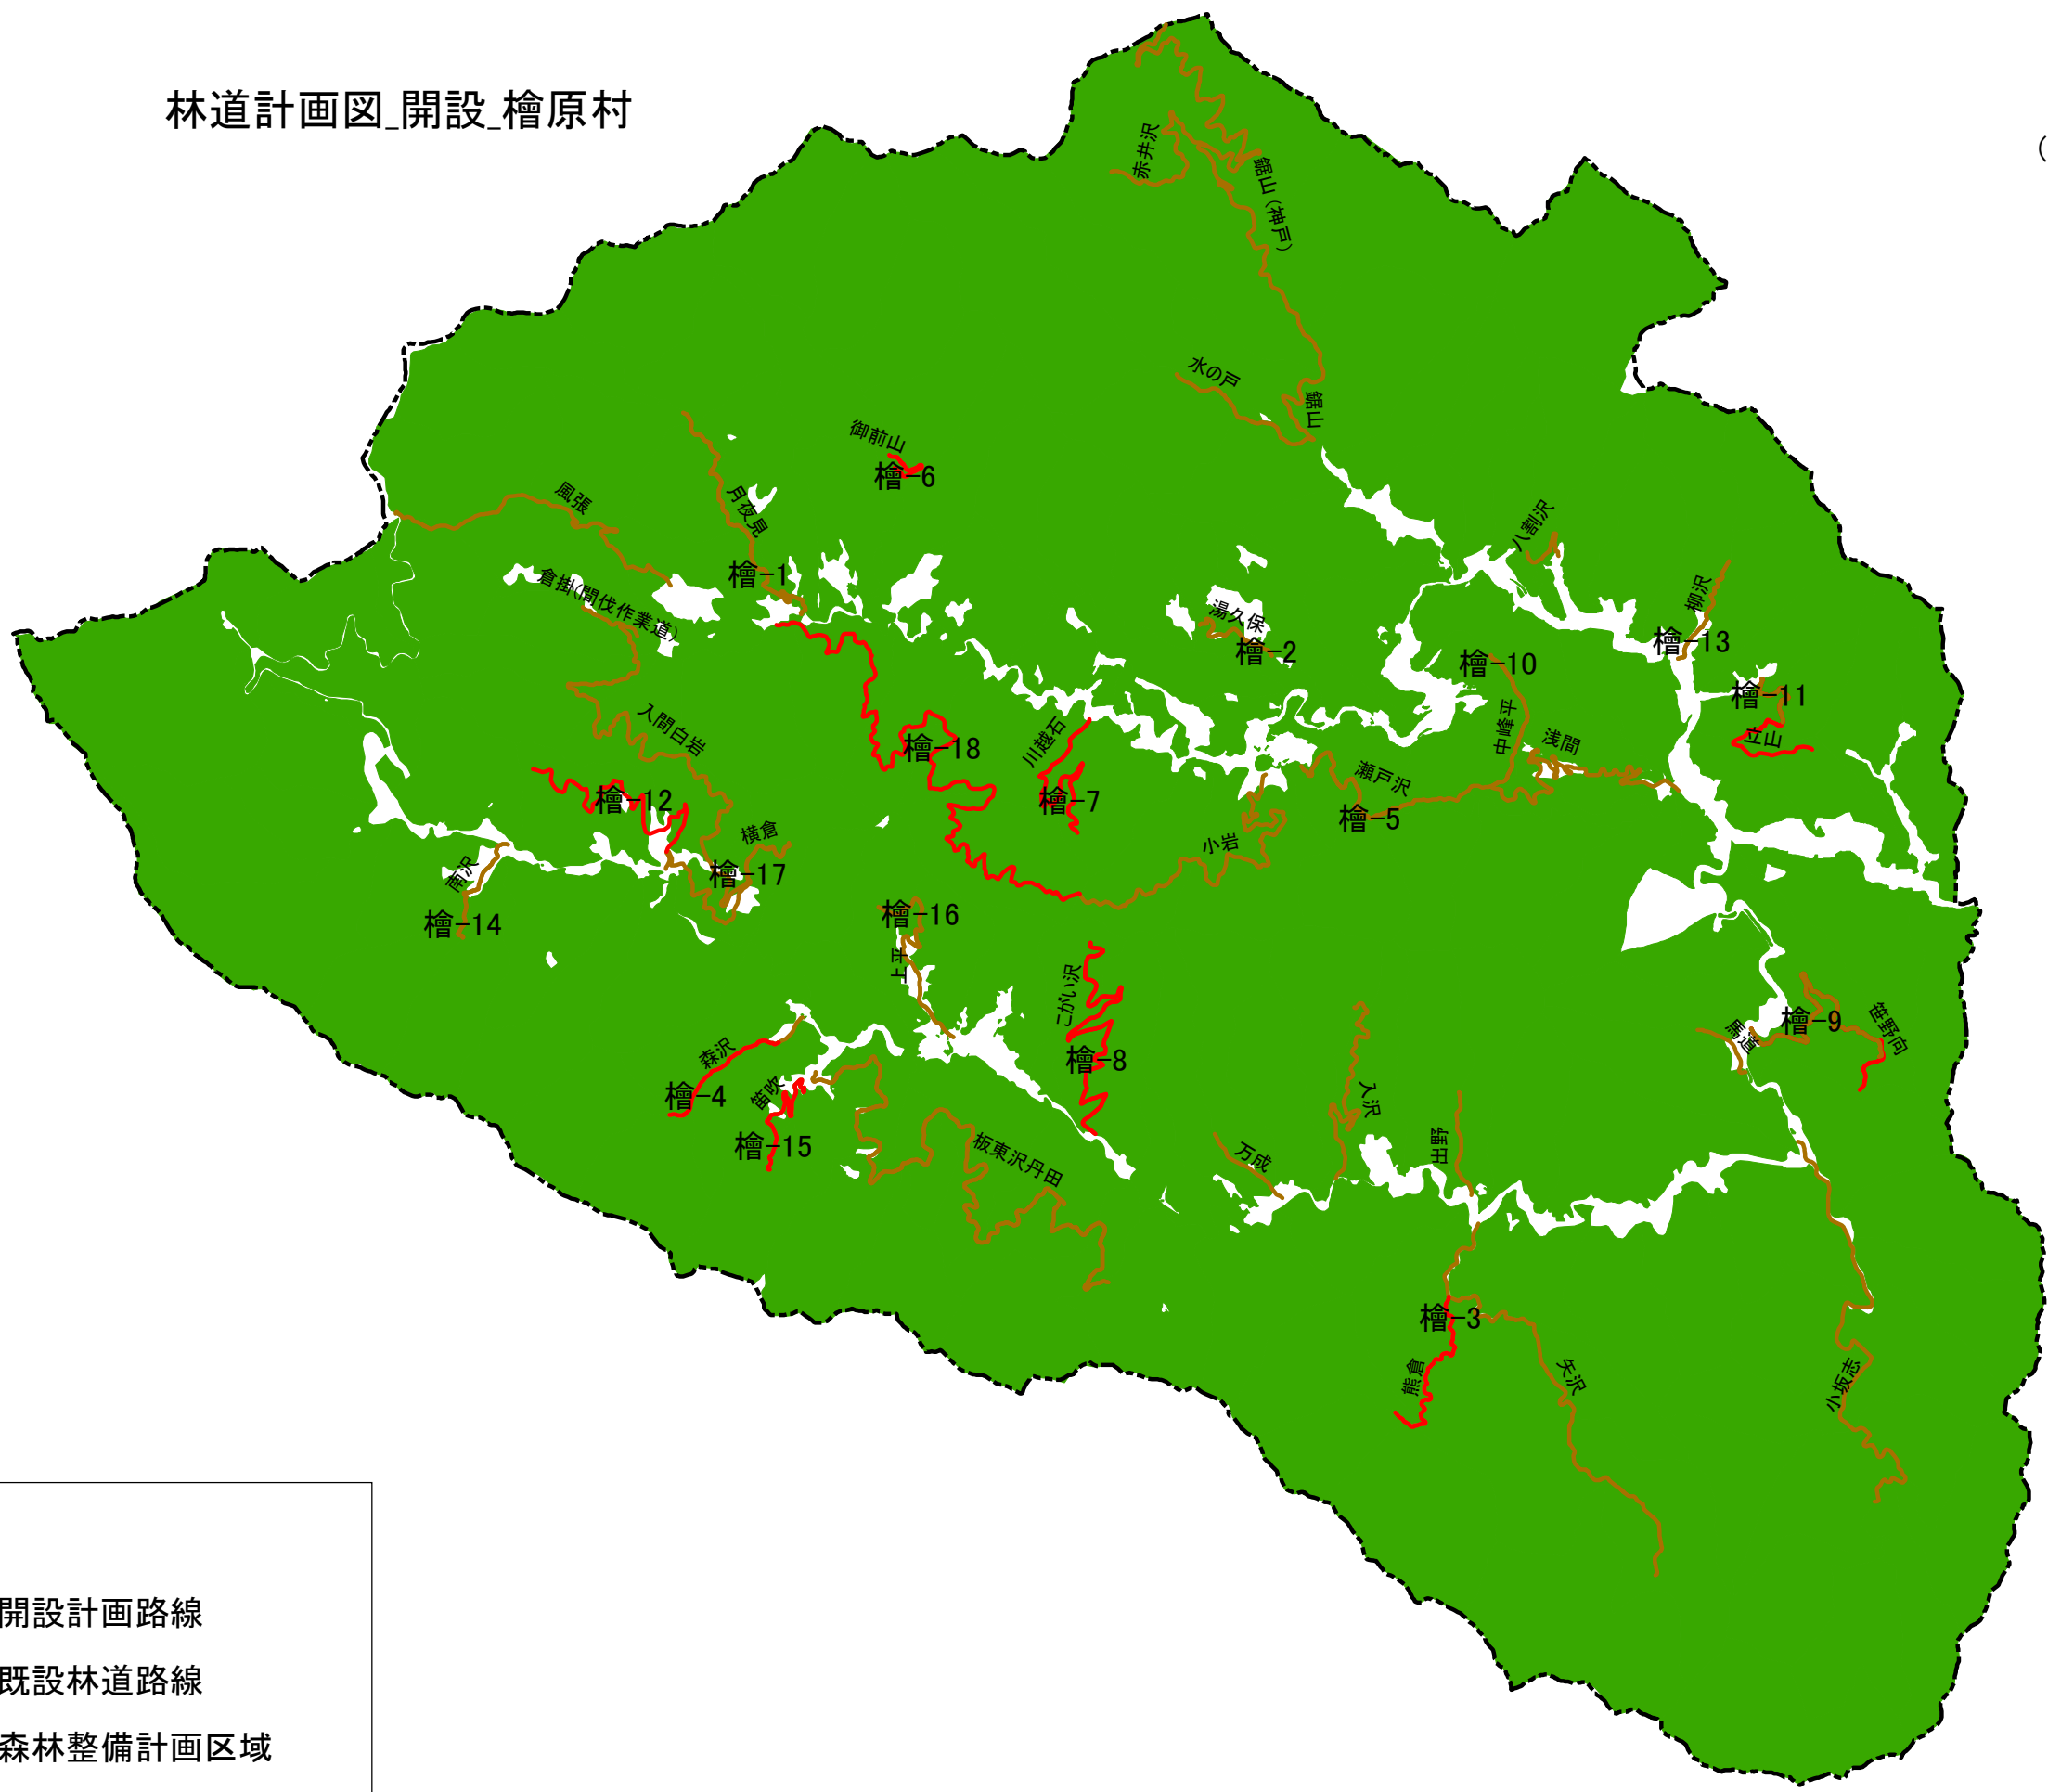 林道計画図_開設_檜原村
(
赤井沢
鋸山(神戸)
水の戸
鋸山
御前山
檜-6
月夜見
風張
八割沢
檜-1
倉掛(間伐作業道)
柳沢
湯久保
檜-2
檜-13
檜-10
檜-11
入間白岩
中峰平
浅間
立山
川越石
檜-18
瀬戸沢
檜-12
檜-7
檜-5
横倉
小岩
南沢
檜-17
檜-14
檜-16
上平
こがい沢
檜-9
笹野向
馬道
森沢
檜-8
檜-4
笛吹
入沢
檜-15
板東沢丹田
万成
出野
檜-3
熊倉
矢沢
小坂志
開設計画路線
既設林道路線
森林整備計画区域